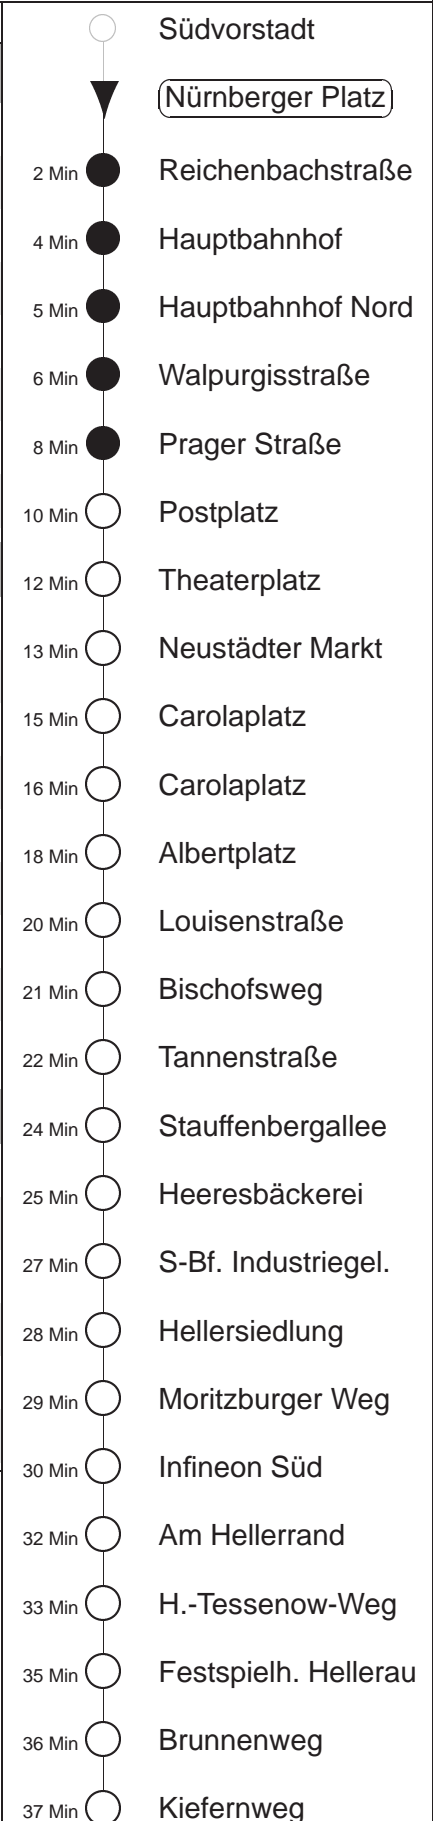 Südvorstadt
Nürnberger Platz
2 Min Reichenbachstraße
4 Min Hauptbahnhof
5 Min Hauptbahnhof Nord
6 Min Walpurgisstraße
8 Min Prager Straße
10 Min Postplatz
12 Min Theaterplatz
13 Min Neustädter Markt
15 Min Carolaplatz
16 Min Carolaplatz
18 Min Albertplatz
20 Min Louisenstraße
21 Min Bischofsweg
22 Min Tannenstraße
24 Min Stauffenbergallee
25 Min Heeresbäckerei
27 Min S-Bf. Industriegel.
28 Min Hellersiedlung
29 Min Moritzburger Weg
30 Min Infineon Süd
32 Min Am Hellerrand
33 Min H.-Tessenow-Weg
35 Min Festspielh. Hellerau
36 Min Brunnenweg
37 Min Kiefernweg